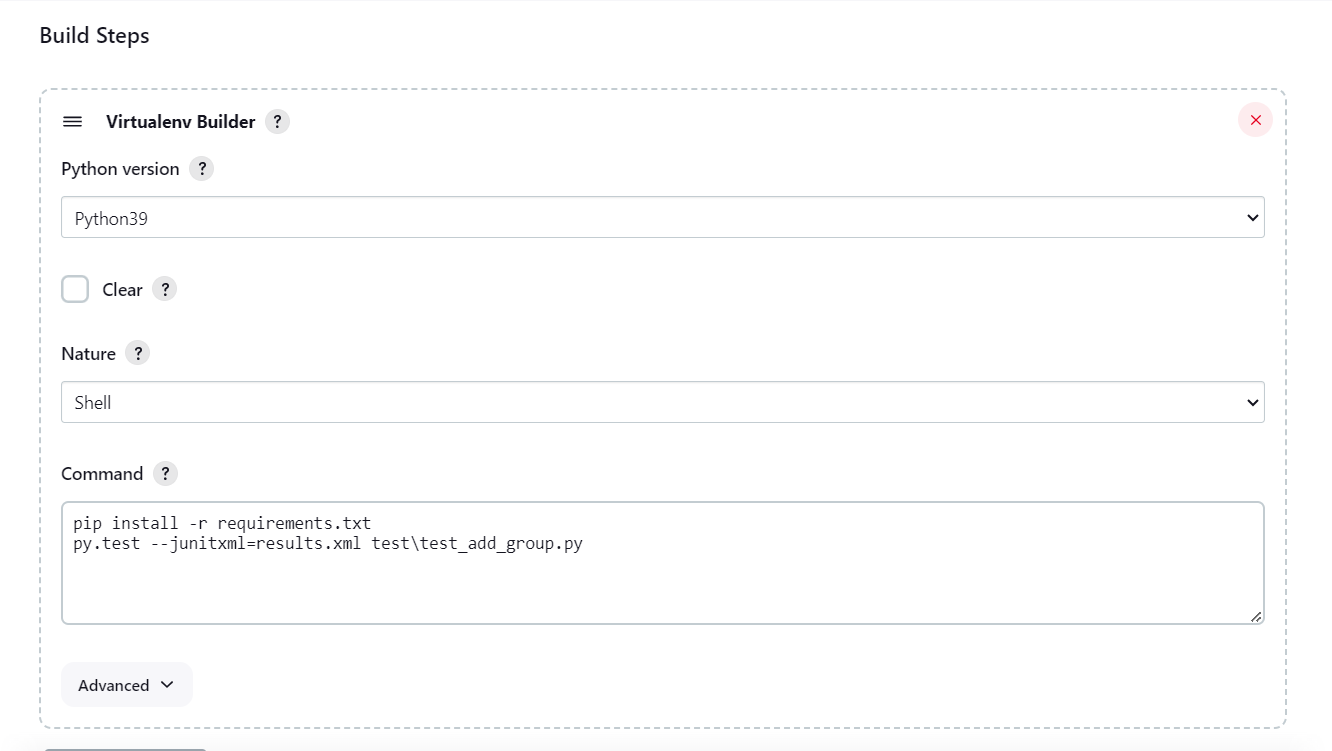 Build Steps
Virtualenv Builder ?
Python version ?
Python39
Clear ?
Nature ?
Shell
Command ?
pip install -r requirements.txt
py.test --junitxml=results.xml test\test_add_group.py
Advanced